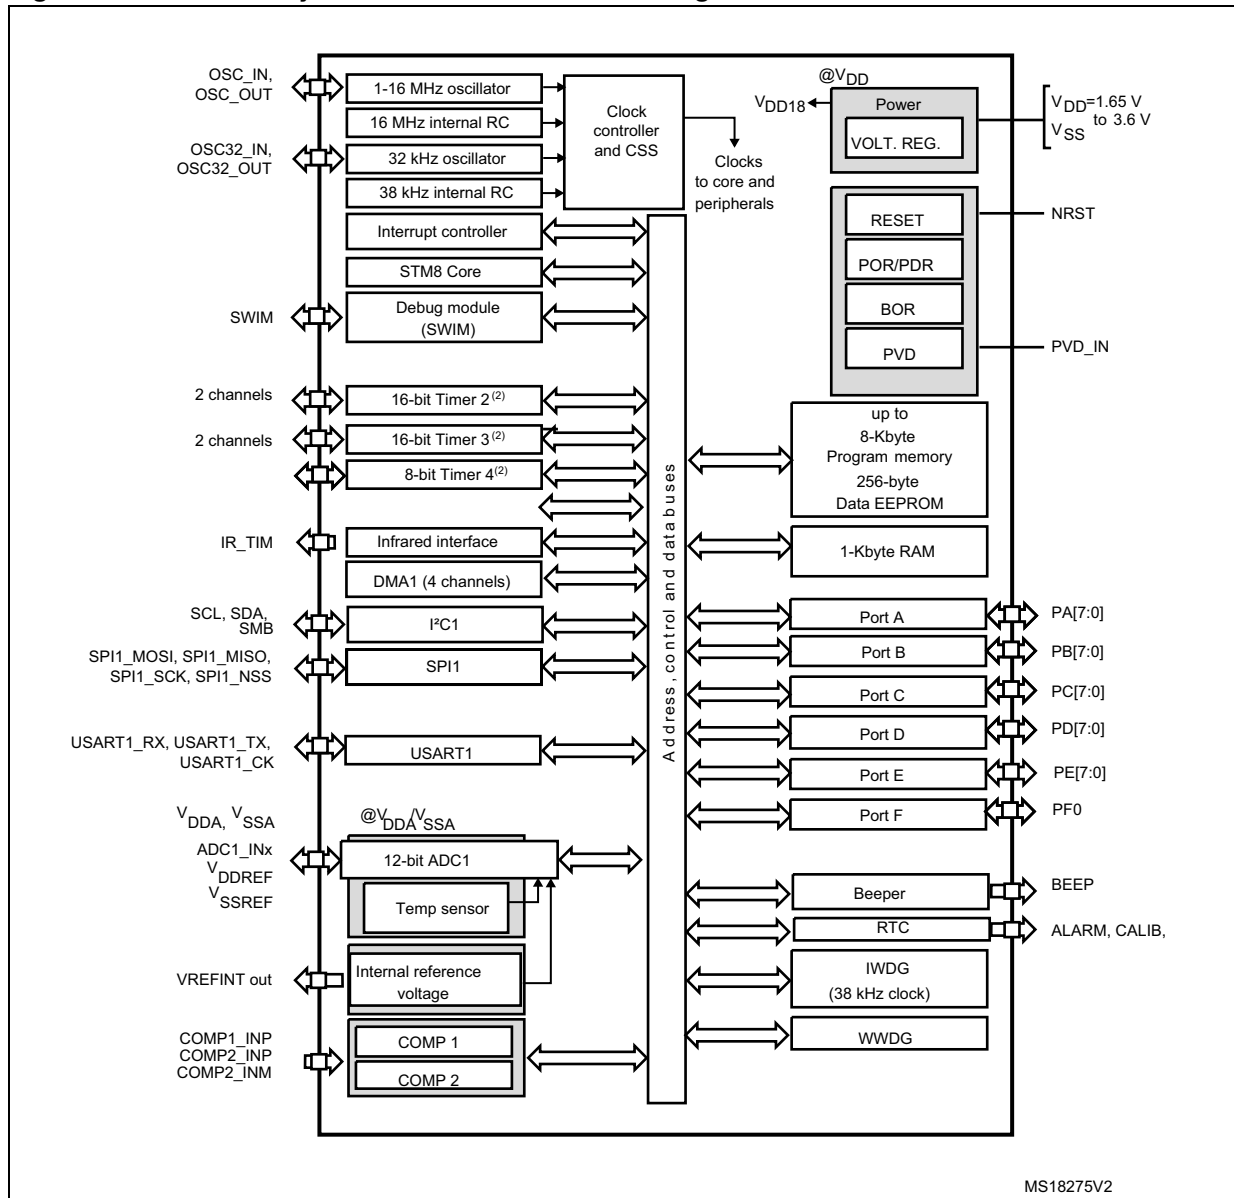 OSC_IN,
OSC_OUT
1-16 MHz oscillator
16 MHz internal RC
OSC32_IN,
OSC32_OUT
32 kHz oscillator
38 kHz internal RC
Clock
controller
and CSS
Clocks
to core and
peripherals
@VDD
VDD18
Power
VOLT. REG.
VDD=1.65 V
to 3.6 V
VSS
Interrupt controller
STM8 Core
SWIM
Debug module
(SWIM)
RESET
NRST
POR/PDR
BOR
PVD
PVD_IN
2 channels
16-bit Timer 2(2)
2 channels
16-bit Timer 3(2)
8-bit Timer 4(2)
up to
8-Kbyte
Program memory
256-byte
Data EEPROM
IR_TIM
Infrared interface
1-Kbyte RAM
DMA1 (4 channels)
SCL, SDA,
SMB
I²C1
SPI1_MOSI, SPI1_MISO,
SPI1_SCK, SPI1_NSS
SPI1
USART1_RX, USART1_TX,
USART1_CK
USART1
Address, control and data buses
Port A
PA[7:0]
Port B
PB[7:0]
Port C
PC[7:0]
Port D
PD[7:0]
Port E
PE[7:0]
Port F
PF0
VDDA, VSSA
@VDDA/VSSA
ADC1_INx
VDDREF
VSSREF
12-bit ADC1
Temp sensor
Beeper
BEEP
RTC
ALARM, CALIB,
VREFINT out
Internal reference
voltage
IWDG
(38 kHz clock)
WWDG
COMP1_INP
COMP2_INP
COMP2_INM
COMP 1
COMP 2
MS18275V2